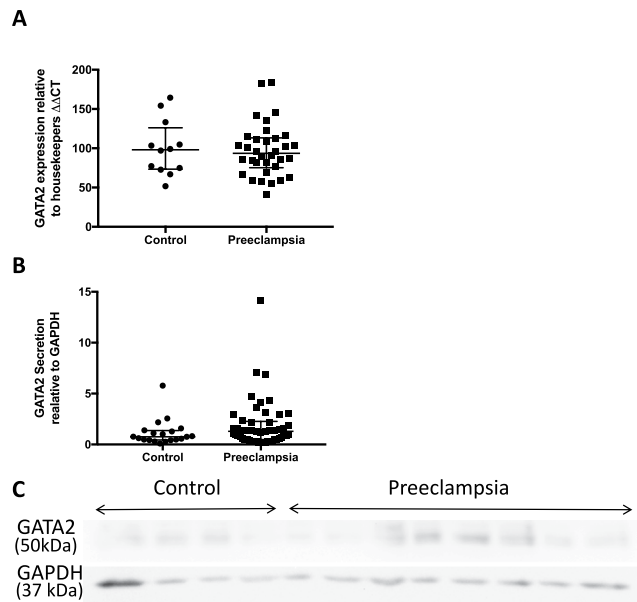 A
GATA2 expression relative
to housekeepers ΔΔCT
200
150
100
50
0
Control
Preeclampsia
B
GATA2 Secretion
realative to GAPDH
15
10
5
0
Control
Preeclampsia
C
Control
Preeclampsia
GATA2
(50kDa)
GAPDH
(37 kDa)